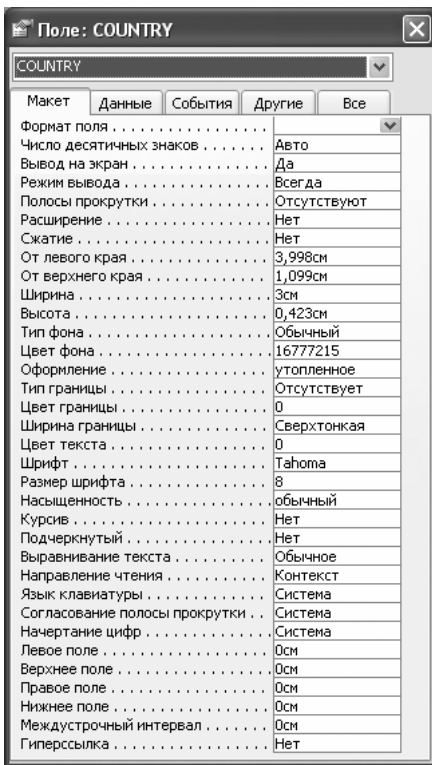 Поле: COUNTRY
COUNTRY
Макет Данные События Другие Все
Формат поля . . . . . . . . . . . . . . . .
Число десятичных знаков . . . . . . . Авто
Вывод на экран . . . . . . . . . . . . . Да
Режим вывода . . . . . . . . . . . . . . Всегда
Полосы прокрутки . . . . . . . . . . . . Отсутствуют
Расширение . . . . . . . . . . . . . . . Нет
Сжатие . . . . . . . . . . . . . . . . . Нет
От левого края . . . . . . . . . . . . . 3,998см
От верхнего края . . . . . . . . . . . . 1,099см
Ширина . . . . . . . . . . . . . . . . . 3см
Высота . . . . . . . . . . . . . . . . . 0,423см
Тип фона . . . . . . . . . . . . . . . . Обычный
Цвет фона . . . . . . . . . . . . . . . 16777215
Оформление . . . . . . . . . . . . . . . утопленное
Тип границы . . . . . . . . . . . . . . Отсутствует
Цвет границы . . . . . . . . . . . . . . 0
Ширина границы . . . . . . . . . . . . . Сверхтонкая
Цвет текста . . . . . . . . . . . . . . 0
Шрифт . . . . . . . . . . . . . . . . . Tahoma
Размер шрифта . . . . . . . . . . . . . 8
Насыщенность . . . . . . . . . . . . . . обычный
Курсив . . . . . . . . . . . . . . . . . Нет
Подчеркнутый . . . . . . . . . . . . . . Нет
Выравнивание текста . . . . . . . . . . Обычное
Направление чтения . . . . . . . . . . . Контекст
Язык клавиатуры . . . . . . . . . . . . Система
Согласование полосы прокрутки . . Система
Начертание цифр . . . . . . . . . . . . Система
Левое поле . . . . . . . . . . . . . . . 0см
Верхнее поле . . . . . . . . . . . . . . 0см
Правое поле . . . . . . . . . . . . . . 0см
Нижнее поле . . . . . . . . . . . . . . 0см
Междустрочный интервал . . . . . . . 0см
Гиперссылка . . . . . . . . . . . . . . Нет